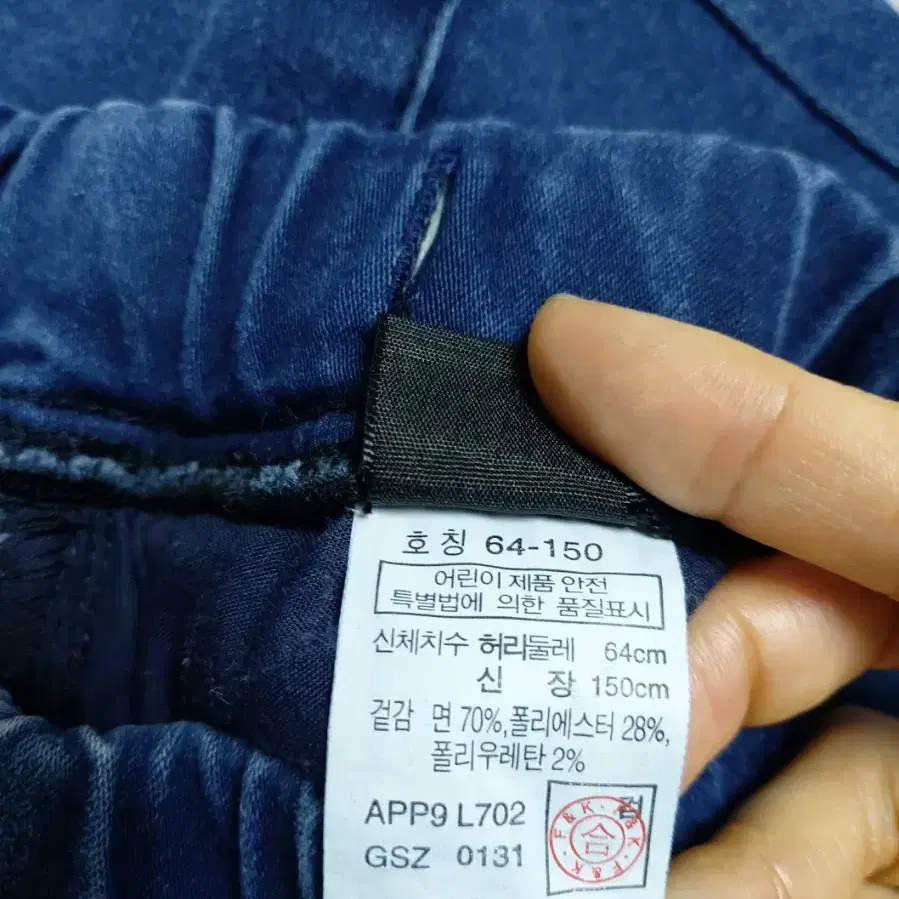 호칭 64-150
어린이 제품 안전
특별법에 의한 품질표시
신체치수 허리둘레 64cm
신 장 150cm
겉감 면 70%,폴리에스터 28%,
폴리우레탄 2%
APP9 L702
GSZ 0131
검
F&K. F&K
合